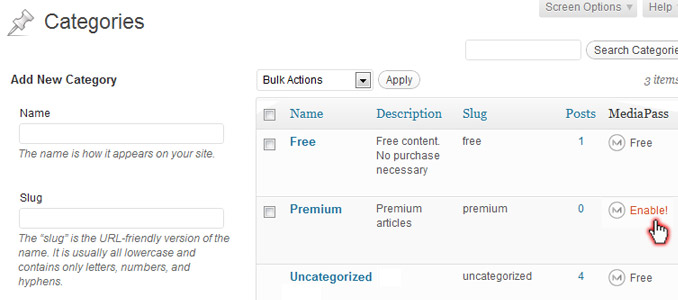 Screen Options ▼ Help
Categories
Search Categorie
Add New Category
Bulk Actions Apply 3 items
Name
The name is how it appears on your site.
Slug
The “slug” is the URL-friendly version of the
name. It is usually all lowercase and
contains only letters, numbers, and
hyphens.
Name Description Slug Posts MediaPass
Free Free content. free 1 M Free
No purchase
necessary
Premium Premium premium 0 M Enable!
articles
Uncategorized uncategorized 4 M Free